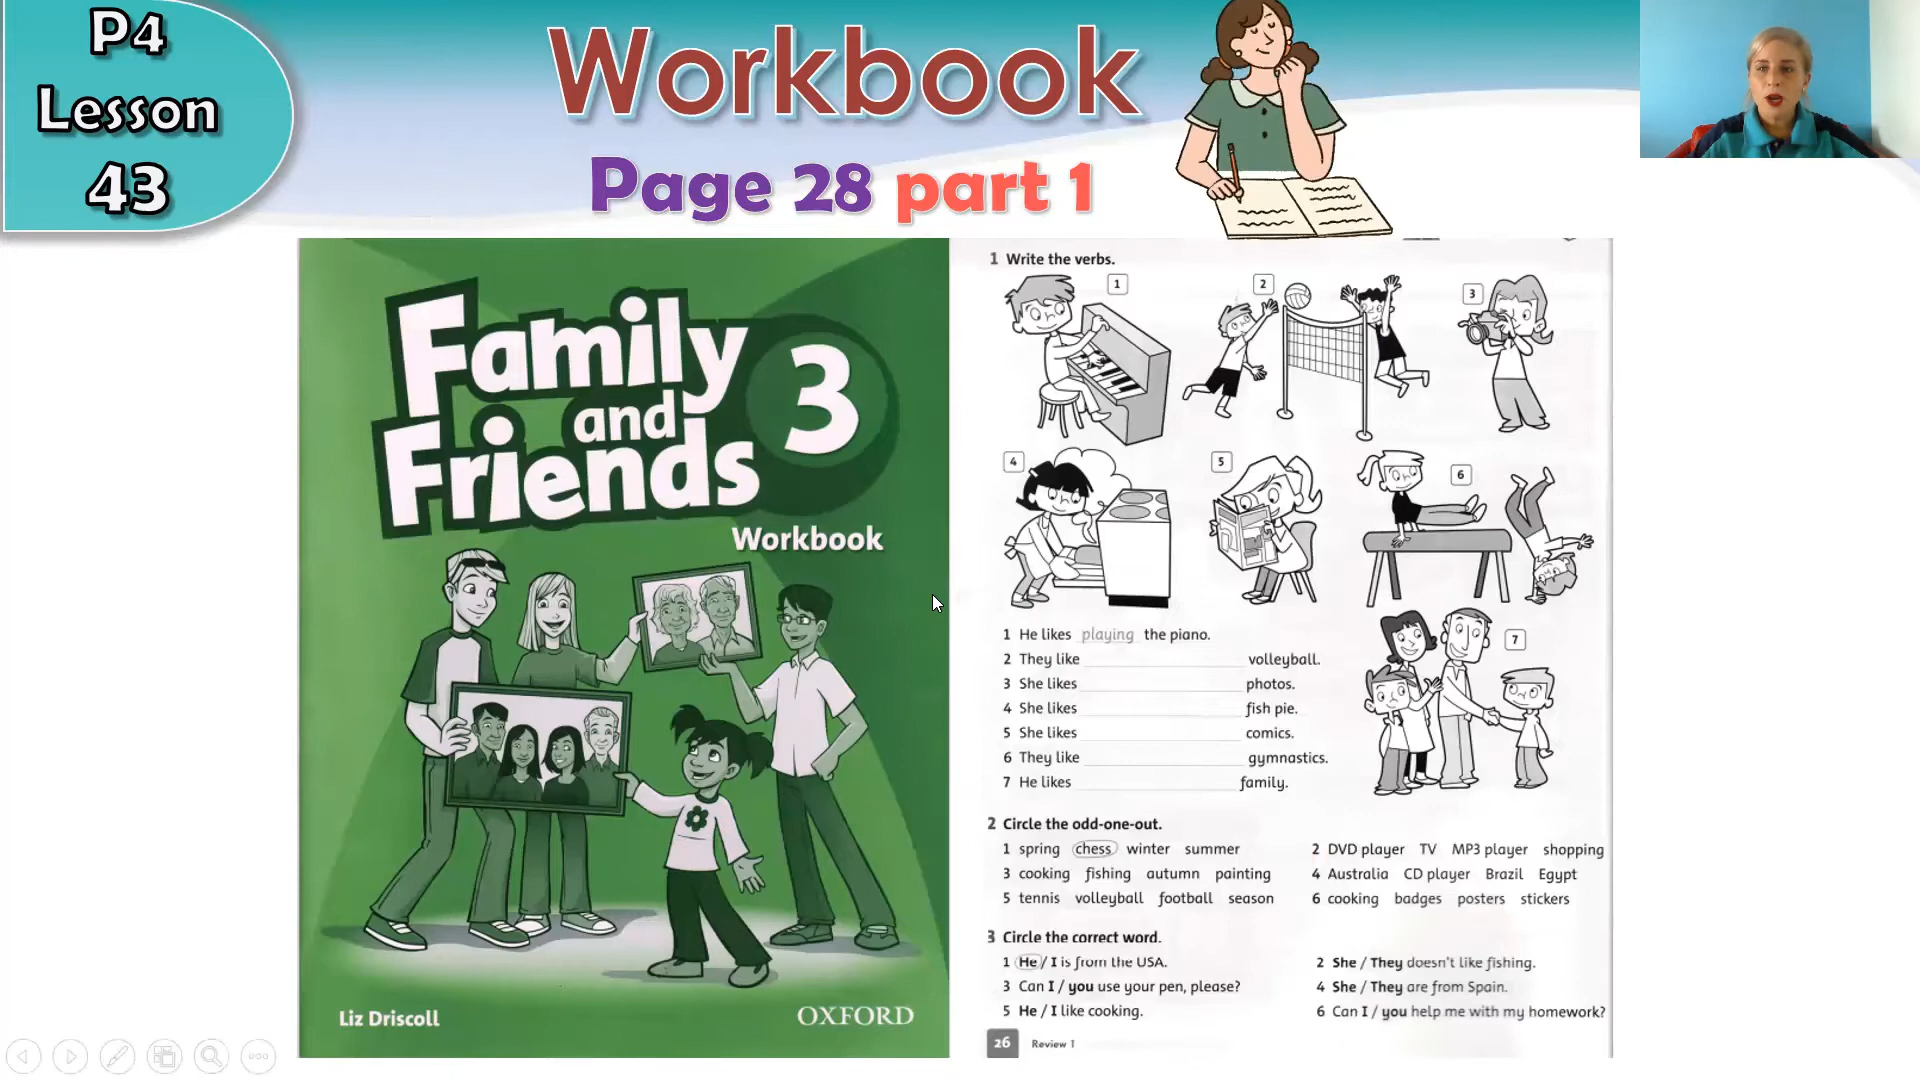 P4
Lesson
43
Workbook
Page 28 part 1
Family
and
Friends
3
Workbook
Liz Driscoll
OXFORD
1 Write the verbs.
1
2
3
4
5
6
7
1 He likes playing the piano.
2 They like ______ volleyball.
3 She likes ______ photos.
4 She likes ______ fish pie.
5 She likes ______ comics.
6 They like ______ gymnastics.
7 He likes ______ family.
2 Circle the odd-one-out.
1 spring chess winter summer
2 DVD player TV MP3 player shopping
3 cooking fishing autumn painting
4 Australia CD player Brazil Egypt
5 tennis volleyball football season
6 cooking badges posters stickers
3 Circle the correct word.
1 He / I is from the USA.
2 She / They doesn't like fishing.
3 Can I / you use your pen, please?
4 She / They are from Spain.
5 He / I like cooking.
6 Can I / you help me with my homework?
26 Review 1